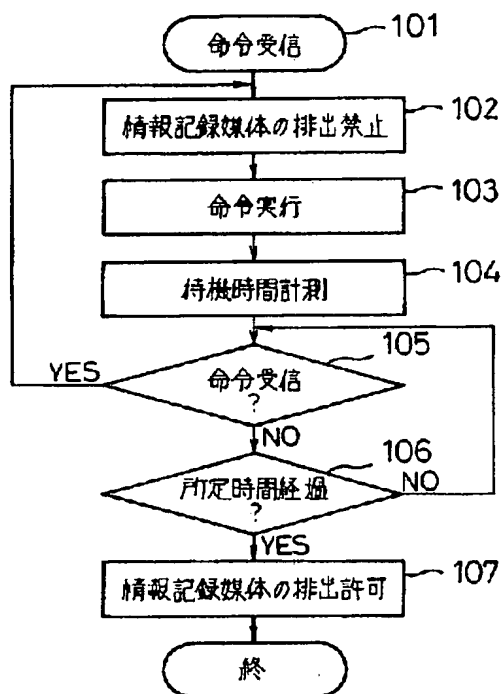 命令受信
101
情報記録媒体の排出禁止
102
命令実行
103
待機時間計測
104
105
YES
命令受信
?
NO
106
所定時間経過
?
NO
YES
情報記録媒体の排出許可
107
終